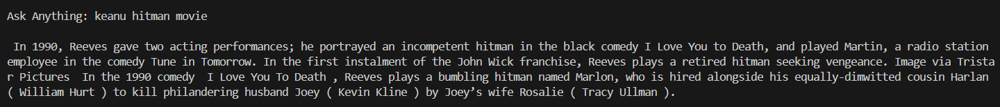 Ask Anything: keanu hitman movie
In 1990, Reeves gave two acting performances; he portrayed an incompetent hitman in the black comedy I Love You to Death, and played Martin, a radio station
employee in the comedy Tune in Tomorrow. In the first instalment of the John Wick franchise, Reeves plays a retired hitman seeking vengeance. Image via Trista
r Pictures  In the 1990 comedy  I Love You To Death , Reeves plays a bumbling hitman named Marlon, who is hired alongside his equally-dimwitted cousin Harlan
( William Hurt ) to kill philandering husband Joey ( Kevin Kline ) by Joey’s wife Rosalie ( Tracy Ullman ).